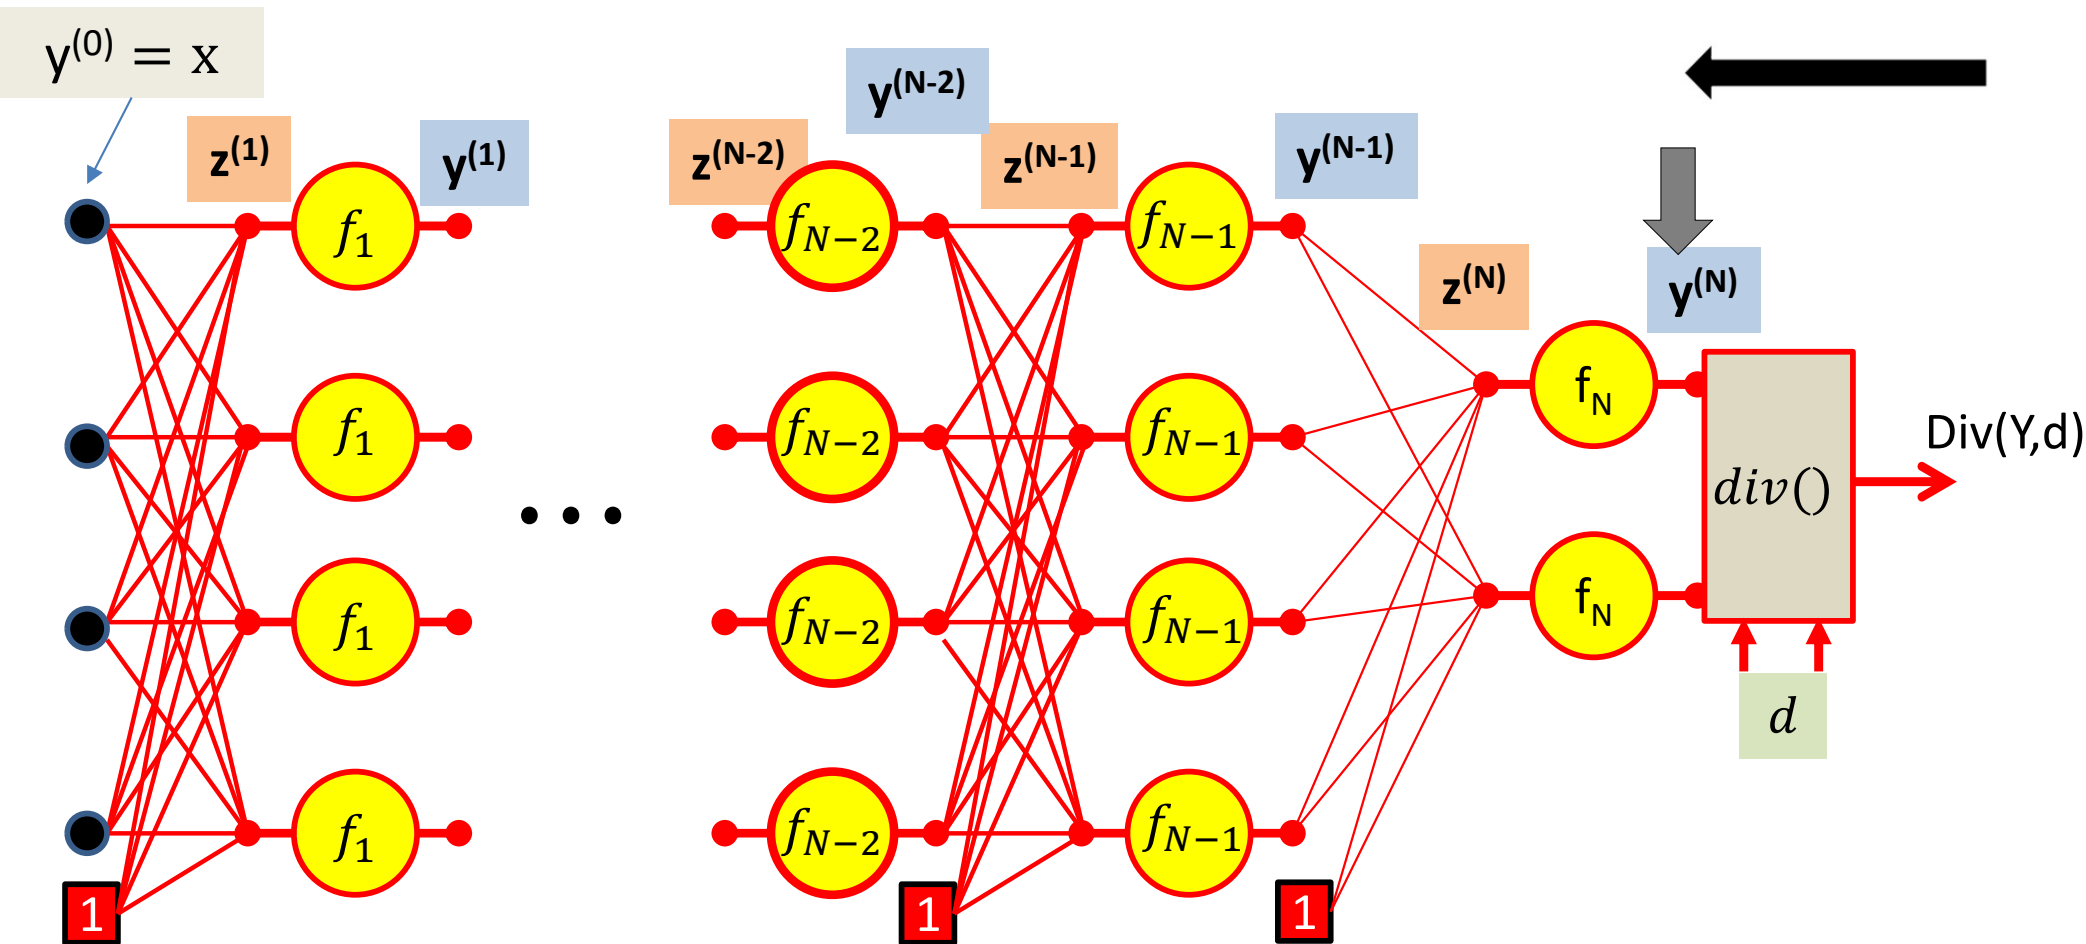 y(0) = x
z(1)
y(1)
z(N-2)
y(N-2)
z(N-1)
y(N-1)
z(N)
y(N)
f1
fN−2
fN−1
f1
fN−2
fN−1
fN
Div(Y,d)
div()
f1
fN−2
fN−1
fN
d
f1
fN−2
fN−1
1
1
1